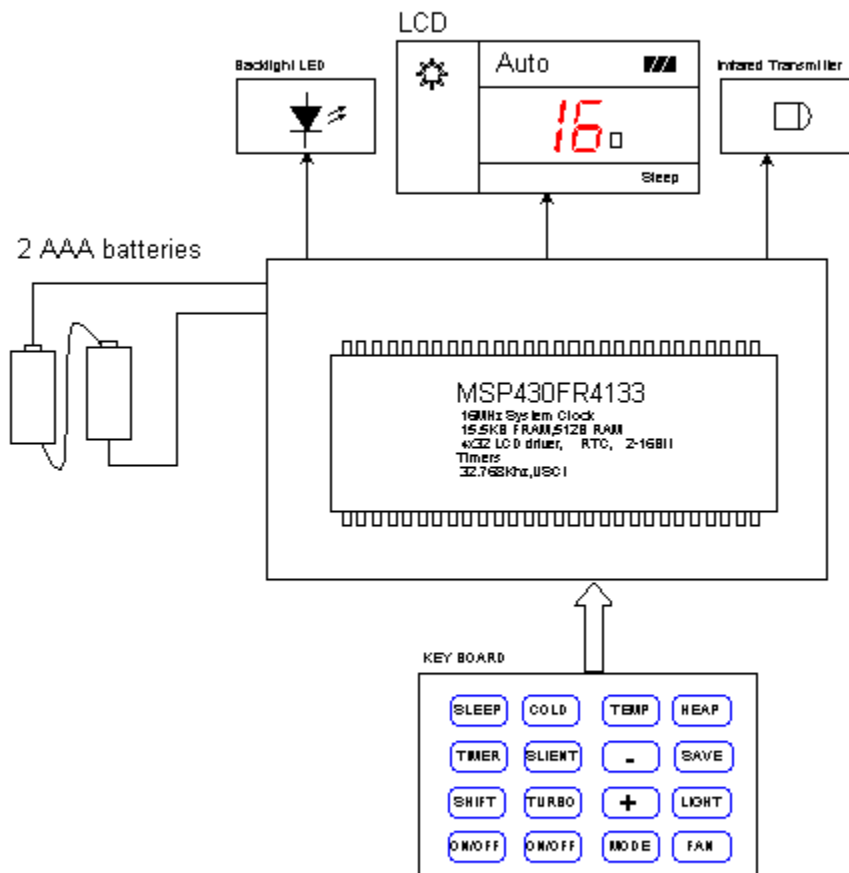 LCD
Backlight LED
Auto
Infrared Transmitter
16
Sleep
2 AAA batteries
MSP430FR4133
16MHz System Clock
15.5KB FRAM,512B RAM
4x32 LCD driver, RTC, 2-16Bit
Timers
32.768Khz,USCI
KEY BOARD
SLEEP COLD TEMP HEAP
TIMER SLIENT - SAVE
SHIFT TURBO + LIGHT
ON/OFF ON/OFF MODE FAN